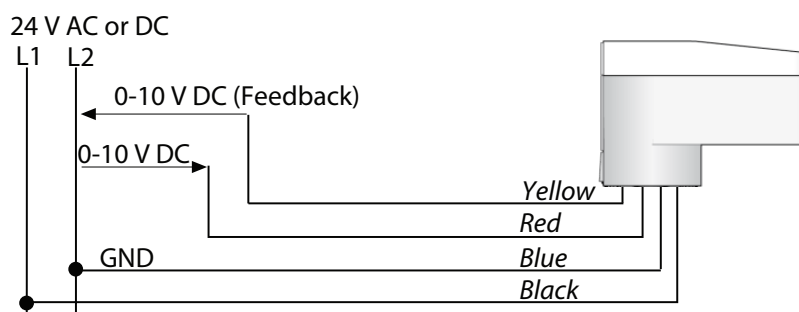 24 V AC or DC
L1 L2
0-10 V DC (Feedback)
0-10 V DC
Yellow
Red
GND Blue
Black